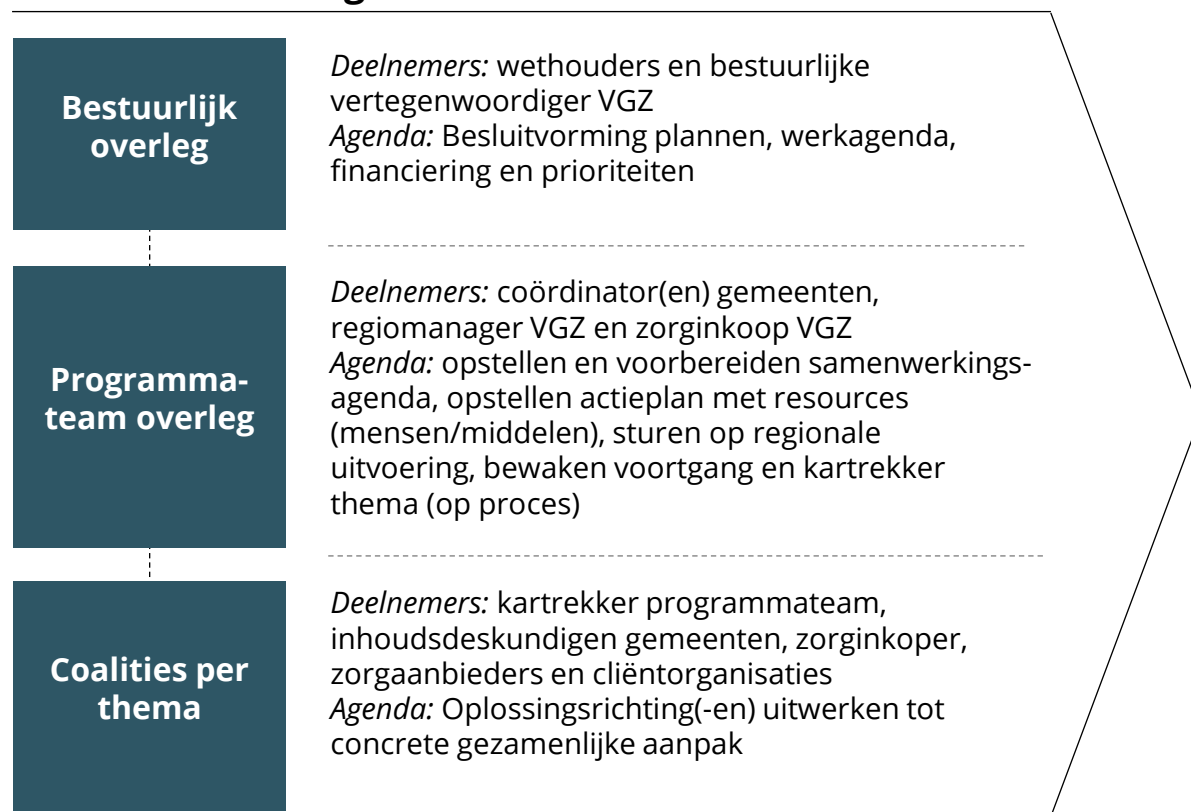 Bestuurlijk
overleg
Deelnemers: wethouders en bestuurlijke
vertegenwoordiger VGZ
Agenda: Besluitvorming plannen, werkagenda,
financiering en prioriteiten
Programma-
team overleg
Deelnemers: coördinator(en) gemeenten,
regiomanager VGZ en zorginkoop VGZ
Agenda: opstellen en voorbereiden samenwerkings-
agenda, opstellen actieplan met resources
(mensen/middelen), sturen op regionale
uitvoering, bewaken voortgang en kartrekker
thema (op proces)
Coalities per
thema
Deelnemers: kartrekker programmateam,
inhoudsdeskundigen gemeenten, zorginkoper,
zorgaanbieders en cliëntorganisaties
Agenda: Oplossingsrichting(-en) uitwerken tot
concrete gezamenlijke aanpak